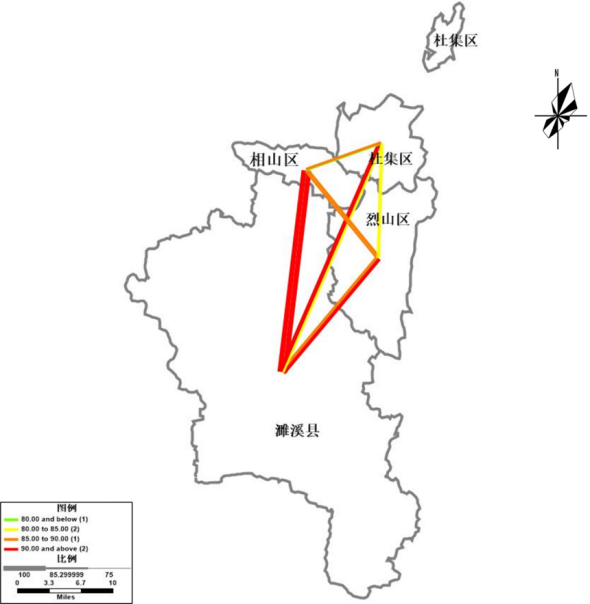 杜集区
N
相山区
杜集区
烈山区
濉溪县
图例
80.00 and below (1)
80.00 to 85.00 (2)
85.00 to 90.00 (1)
90.00 and above (2)
比例
100 85.299999 75
0 3.3 6.7 10
Miles